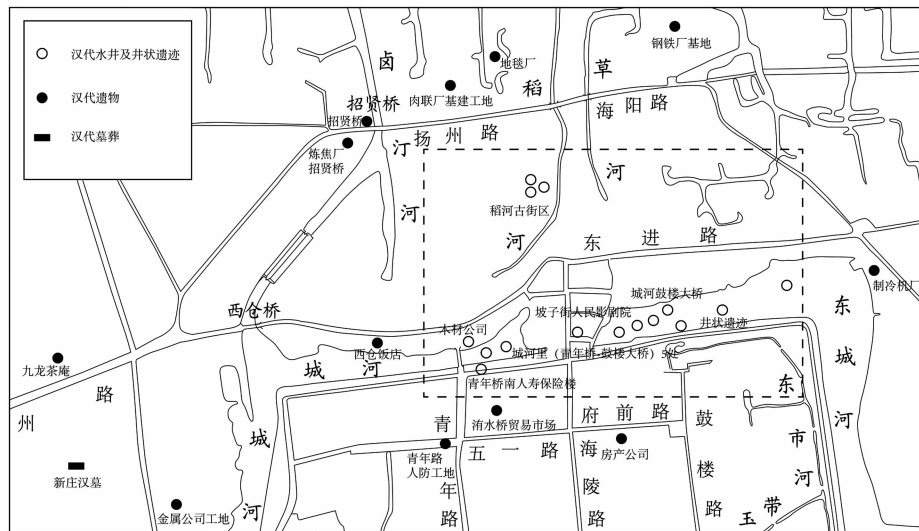 汉代水井及井状遗迹
汉代遗物
汉代墓葬
卤
汀
河
稻
河
草
河
钢铁厂基地
地毯厂
肉联厂基建工地
招贤桥
招贤桥
扬州路
海阳路
炼焦厂
招贤桥
稻河古街区
东进路
制冷机厂
西仓桥
木材公司
坡子街人民影剧院
城河鼓楼大桥
井状遗迹
西仓饭店
城河里（青年桥-鼓楼大桥）5处
青年桥南人寿保险楼
九龙茶庵
州路
城河
城河
东城河
东市河
玉带
洧水桥贸易市场
府前路
青年路
人防工地
五一路
房产公司
青年路
海陵路
鼓楼路
新庄汉墓
金属公司工地